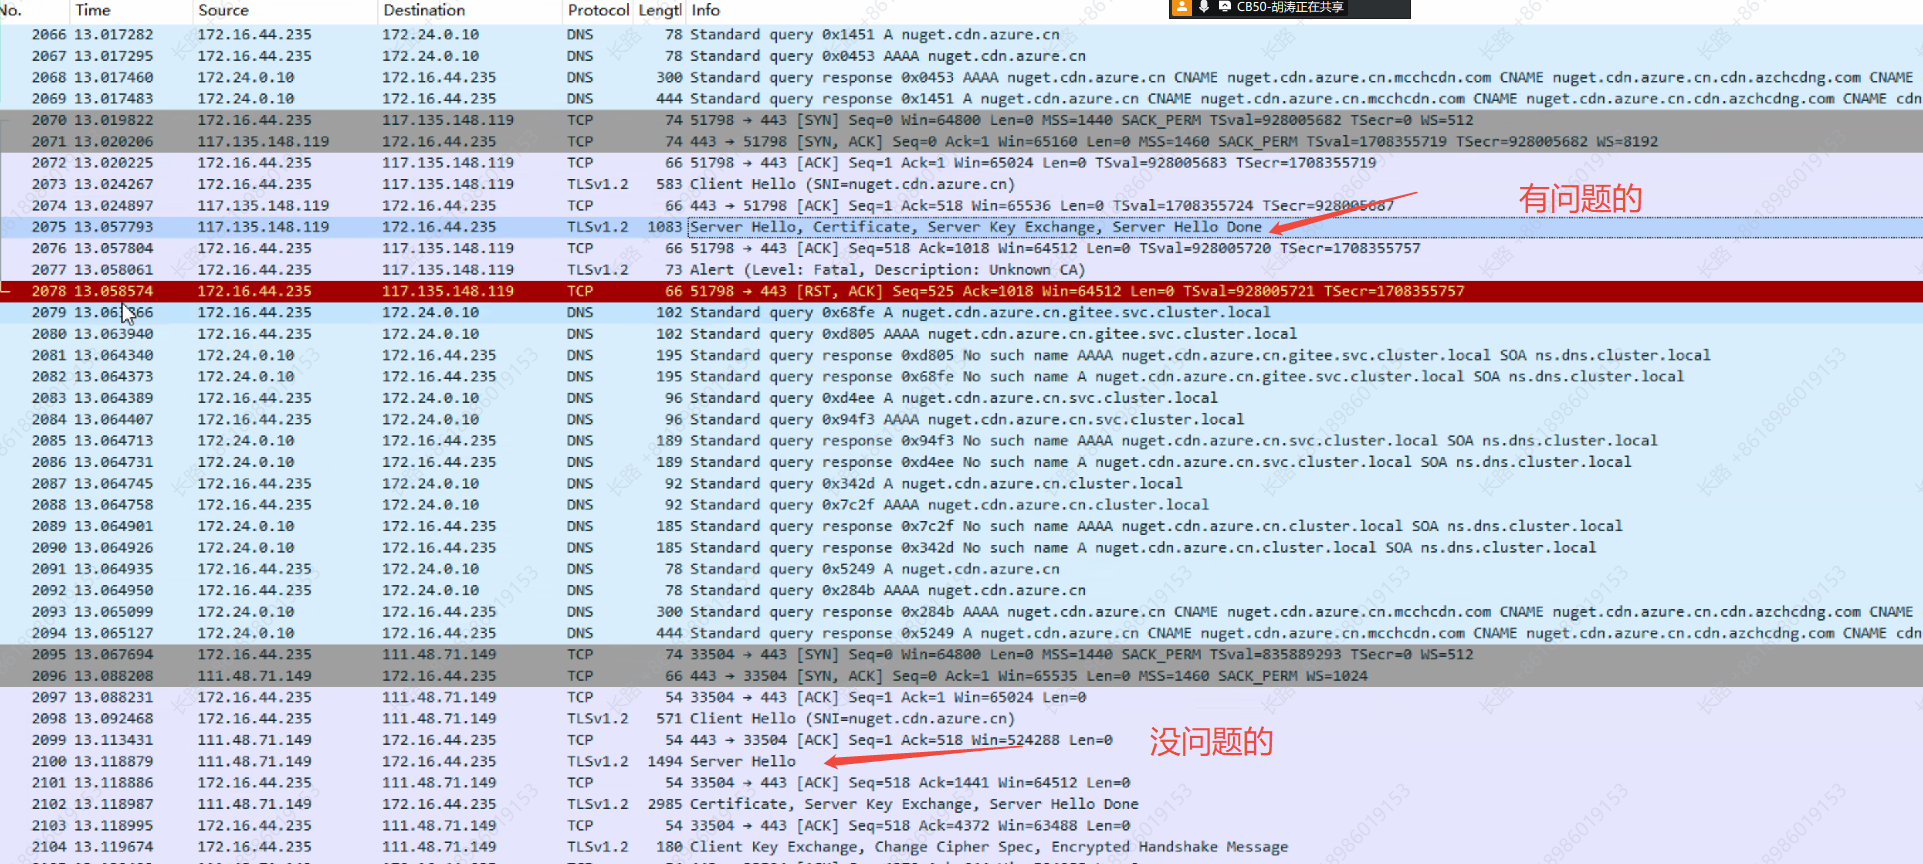 CB50-胡涛正在共享
No. Time Source Destination Protocol Lengtl Info
2066 13.017282 172.16.44.235 172.24.0.10 DNS 78 Standard query 0x1451 A nuget.cdn.azure.cn
2067 13.017295 172.16.44.235 172.24.0.10 DNS 78 Standard query 0x0453 AAAA nuget.cdn.azure.cn
2068 13.017460 172.24.0.10 172.16.44.235 DNS 300 Standard query response 0x0453 AAAA nuget.cdn.azure.cn CNAME nuget.cdn.azure.cn.mcchcdn.com CNAME nuget.cdn.azure.cn.cdn.azchcdng.com CNAME
2069 13.017483 172.24.0.10 172.16.44.235 DNS 444 Standard query response 0x1451 A nuget.cdn.azure.cn CNAME nuget.cdn.azure.cn.mcchcdn.com CNAME nuget.cdn.azure.cn.cdn.azchcdng.com CNAME cdn
2070 13.019822 172.16.44.235 117.135.148.119 TCP 74 51798 → 443 [SYN] Seq=0 Win=64800 Len=0 MSS=1440 SACK_PERM TSval=928005682 TSecr=0 WS=512
2071 13.020206 117.135.148.119 172.16.44.235 TCP 74 443 → 51798 [SYN, ACK] Seq=0 Ack=1 Win=65160 Len=0 MSS=1460 SACK_PERM TSval=1708355719 TSecr=928005682 WS=8192
2072 13.020225 172.16.44.235 117.135.148.119 TCP 66 51798 → 443 [ACK] Seq=1 Ack=1 Win=65024 Len=0 TSval=928005683 TSecr=1708355719
2073 13.024267 172.16.44.235 117.135.148.119 TLSv1.2 583 Client Hello (SNI=nuget.cdn.azure.cn)
有问题的
2074 13.024897 117.135.148.119 172.16.44.235 TCP 66 443 → 51798 [ACK] Seq=1 Ack=518 Win=65536 Len=0 TSval=1708355724 TSecr=928005687
2075 13.057793 117.135.148.119 172.16.44.235 TLSv1.2 1083 Server Hello, Certificate, Server Key Exchange, Server Hello Done
2076 13.057804 172.16.44.235 117.135.148.119 TCP 66 51798 → 443 [ACK] Seq=518 Ack=1018 Win=64512 Len=0 TSval=928005720 TSecr=1708355757
2077 13.058061 172.16.44.235 117.135.148.119 TLSv1.2 73 Alert (Level: Fatal, Description: Unknown CA)
2078 13.058574 172.16.44.235 117.135.148.119 TCP 66 51798 → 443 [RST, ACK] Seq=525 Ack=1018 Win=64512 Len=0 TSval=928005721 TSecr=1708355757
2079 172.16.44.235 172.24.0.10 DNS 102 Standard query 0x68fe A nuget.cdn.azure.cn.gitee.svc.cluster.local
2080 13.063940 172.16.44.235 172.24.0.10 DNS 102 Standard query 0xd805 AAAA nuget.cdn.azure.cn.gitee.svc.cluster.local
2081 13.064340 172.24.0.10 172.16.44.235 DNS 195 Standard query response 0xd805 No such name AAAA nuget.cdn.azure.cn.gitee.svc.cluster.local SOA ns.dns.cluster.local
2082 13.064373 172.24.0.10 172.16.44.235 DNS 195 Standard query response 0x68fe No such name A nuget.cdn.azure.cn.gitee.svc.cluster.local SOA ns.dns.cluster.local
2083 13.064389 172.16.44.235 172.24.0.10 DNS 96 Standard query 0xd4ee A nuget.cdn.azure.cn.svc.cluster.local
2084 13.064407 172.16.44.235 172.24.0.10 DNS 96 Standard query 0x94f3 AAAA nuget.cdn.azure.cn.svc.cluster.local
2085 13.064713 172.24.0.10 172.16.44.235 DNS 189 Standard query response 0x94f3 No such name AAAA nuget.cdn.azure.cn.svc.cluster.local SOA ns.dns.cluster.local
2086 13.064731 172.24.0.10 172.16.44.235 DNS 189 Standard query response 0xd4ee No such name A nuget.cdn.azure.cn.svc.cluster.local SOA ns.dns.cluster.local
2087 13.064745 172.16.44.235 172.24.0.10 DNS 92 Standard query 0x342d A nuget.cdn.azure.cn.cluster.local
2088 13.064758 172.16.44.235 172.24.0.10 DNS 92 Standard query 0x7c2f AAAA nuget.cdn.azure.cn.cluster.local
2089 13.064901 172.24.0.10 172.16.44.235 DNS 185 Standard query response 0x7c2f No such name AAAA nuget.cdn.azure.cn.cluster.local SOA ns.dns.cluster.local
2090 13.064926 172.24.0.10 172.16.44.235 DNS 185 Standard query response 0x342d No such name A nuget.cdn.azure.cn.cluster.local SOA ns.dns.cluster.local
2091 13.064935 172.16.44.235 172.24.0.10 DNS 78 Standard query 0x5249 A nuget.cdn.azure.cn
2092 13.064950 172.16.44.235 172.24.0.10 DNS 78 Standard query 0x284b AAAA nuget.cdn.azure.cn
2093 13.065099 172.24.0.10 172.16.44.235 DNS 300 Standard query response 0x284b AAAA nuget.cdn.azure.cn CNAME nuget.cdn.azure.cn.mcchcdn.com CNAME nuget.cdn.azure.cn.cdn.azchcdng.com CNAME
2094 13.065127 172.24.0.10 172.16.44.235 DNS 444 Standard query response 0x5249 A nuget.cdn.azure.cn CNAME nuget.cdn.azure.cn.mcchcdn.com CNAME nuget.cdn.azure.cn.cdn.azchcdng.com CNAME cdn
2095 13.067694 172.16.44.235 111.48.71.149 TCP 74 33504 → 443 [SYN] Seq=0 Win=64800 Len=0 MSS=1440 SACK_PERM TSval=835889293 TSecr=0 WS=512
2096 13.088208 111.48.71.149 172.16.44.235 TCP 66 443 → 33504 [SYN, ACK] Seq=0 Ack=1 Win=65535 Len=0 MSS=1460 SACK_PERM WS=1024
2097 13.088231 172.16.44.235 111.48.71.149 TCP 54 33504 → 443 [ACK] Seq=1 Ack=1 Win=65024 Len=0
2098 13.092468 172.16.44.235 111.48.71.149 TLSv1.2 571 Client Hello (SNI=nuget.cdn.azure.cn)
2099 13.113431 111.48.71.149 172.16.44.235 TCP 54 443 → 33504 [ACK] Seq=1 Ack=518 Win=524288 Len=0
没问题的
2100 13.118879 111.48.71.149 172.16.44.235 TLSv1.2 1494 Server Hello
2101 13.118886 172.16.44.235 111.48.71.149 TCP 54 33504 → 443 [ACK] Seq=518 Ack=1441 Win=64512 Len=0
2102 13.118987 111.48.71.149 172.16.44.235 TLSv1.2 2985 Certificate, Server Key Exchange, Server Hello Done
2103 13.118995 172.16.44.235 111.48.71.149 TCP 54 33504 → 443 [ACK] Seq=518 Ack=4372 Win=63488 Len=0
2104 13.119674 172.16.44.235 111.48.71.149 TLSv1.2 180 Client Key Exchange, Change Cipher Spec, Encrypted Handshake Message
长路 +8618986019153